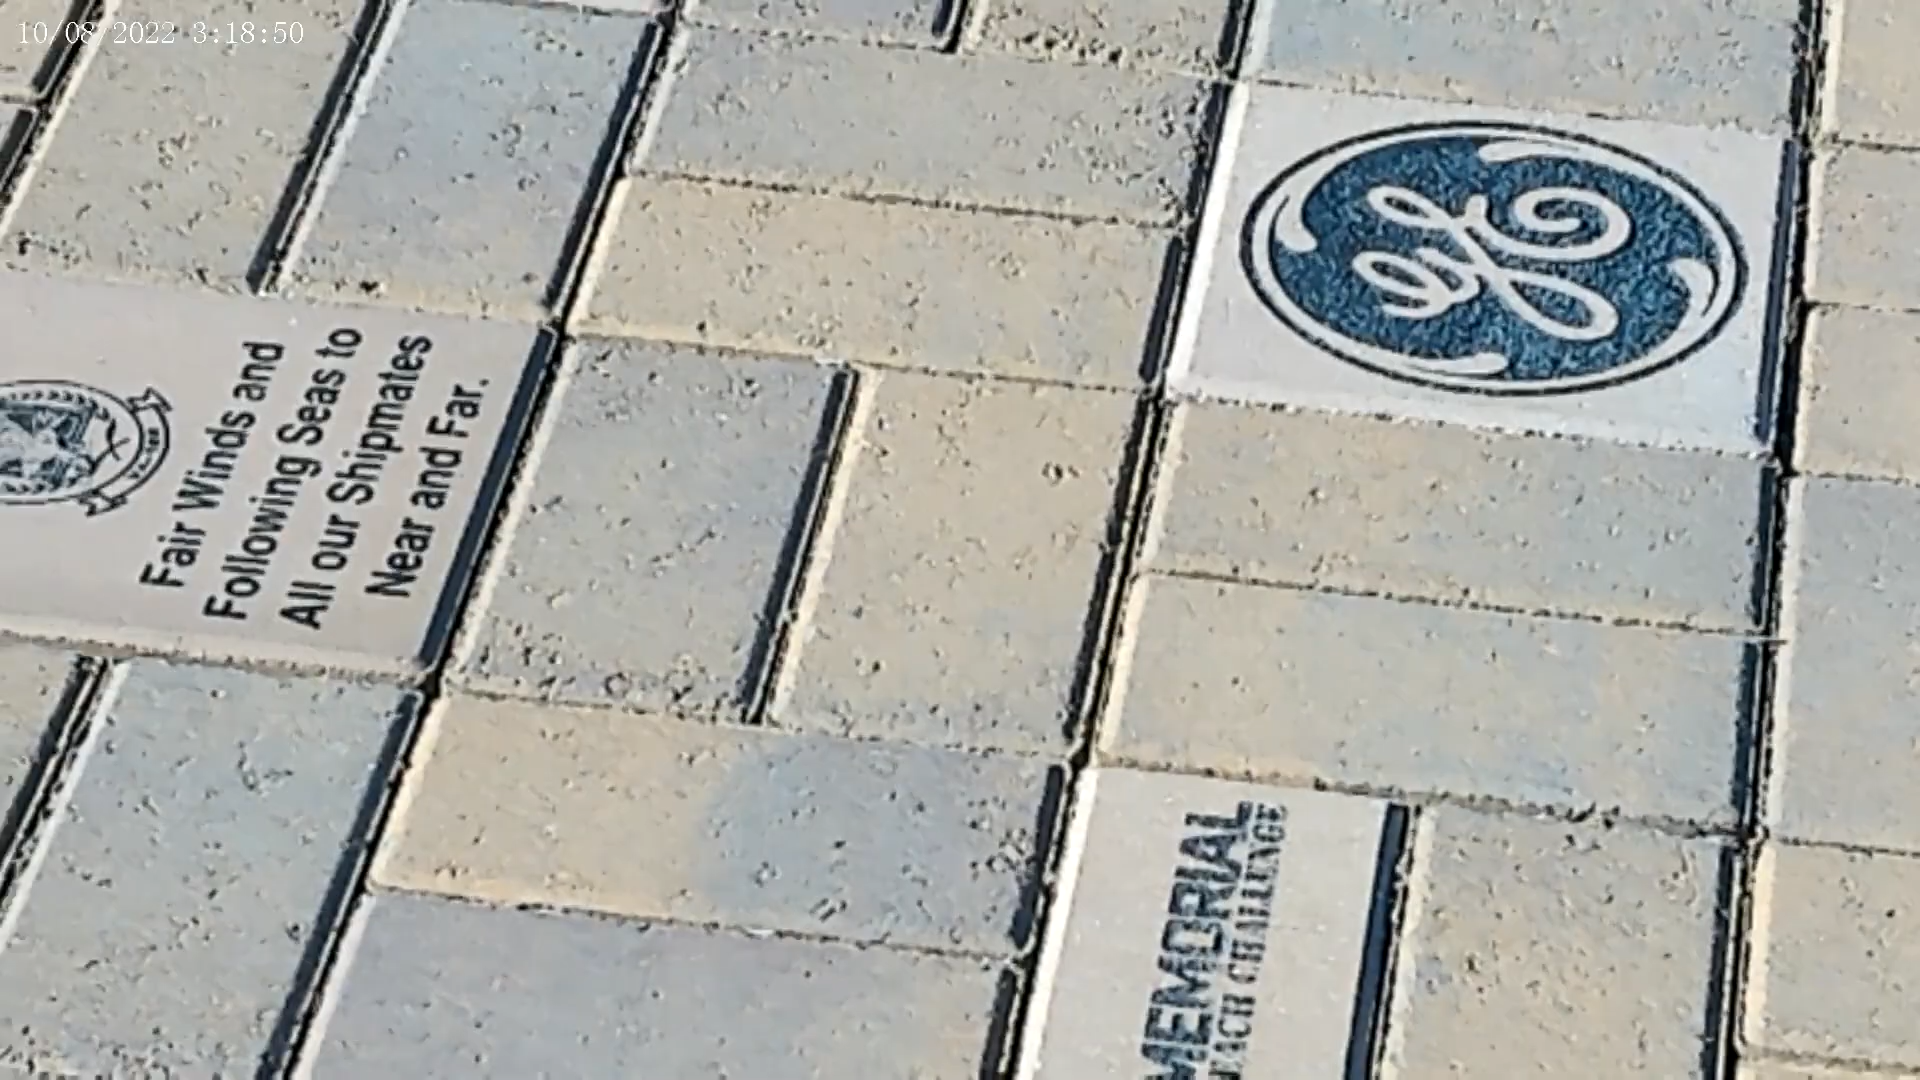 10/08/2022 3:18:50
Fair Winds and
Following Seas to
All our Shipmates
Near and Far.
GE
MEMORIAL
CHALLENGE